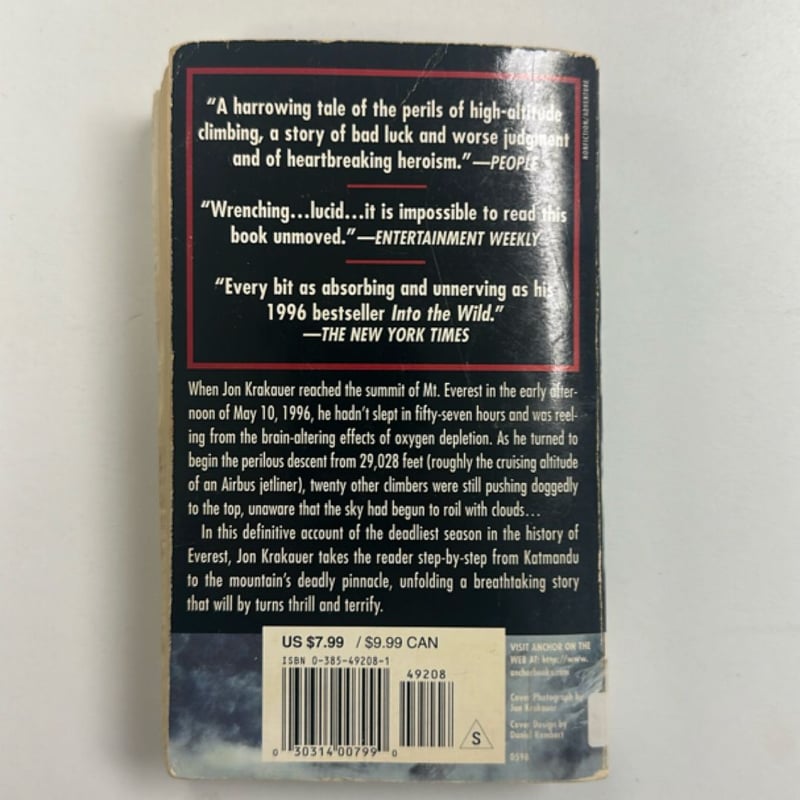 “A harrowing tale of the perils of high-altitude
climbing, a story of bad luck and worse judgment
and of heartbreaking heroism.”—PEOPLE
“Wrenching...lucid...it is impossible to read this
book unmoved.”—ENTERTAINMENT WEEKLY
“Every bit as absorbing and unnerving as his
1996 bestseller Into the Wild.”
—THE NEW YORK TIMES
NONFICTION/ADVENTURE
When Jon Krakauer reached the summit of Mt. Everest in the early after-
noon of May 10, 1996, he hadn’t slept in fifty-seven hours and was reel-
ing from the brain-altering effects of oxygen depletion. As he turned to
begin the perilous descent from 29,028 feet (roughly the cruising altitude
of an Airbus jetliner), twenty other climbers were still pushing doggedly
to the top, unaware that the sky had begun to roil with clouds...
In this definitive account of the deadliest season in the history of
Everest, Jon Krakauer takes the reader step-by-step from Katmandu
to the mountain’s deadly pinnacle, unfolding a breathtaking story
that will by turns thrill and terrify.
US $7.99 / $9.99 CAN
ISBN 0-385-49208-1
49208
0 30314 00799 0
S
VISIT ANCHOR ON THE
WEB AT: http://www.
anchorbooks.com
Cover Photograph by
Jon Krakauer
Cover Design by
Daniel Rembert
0598